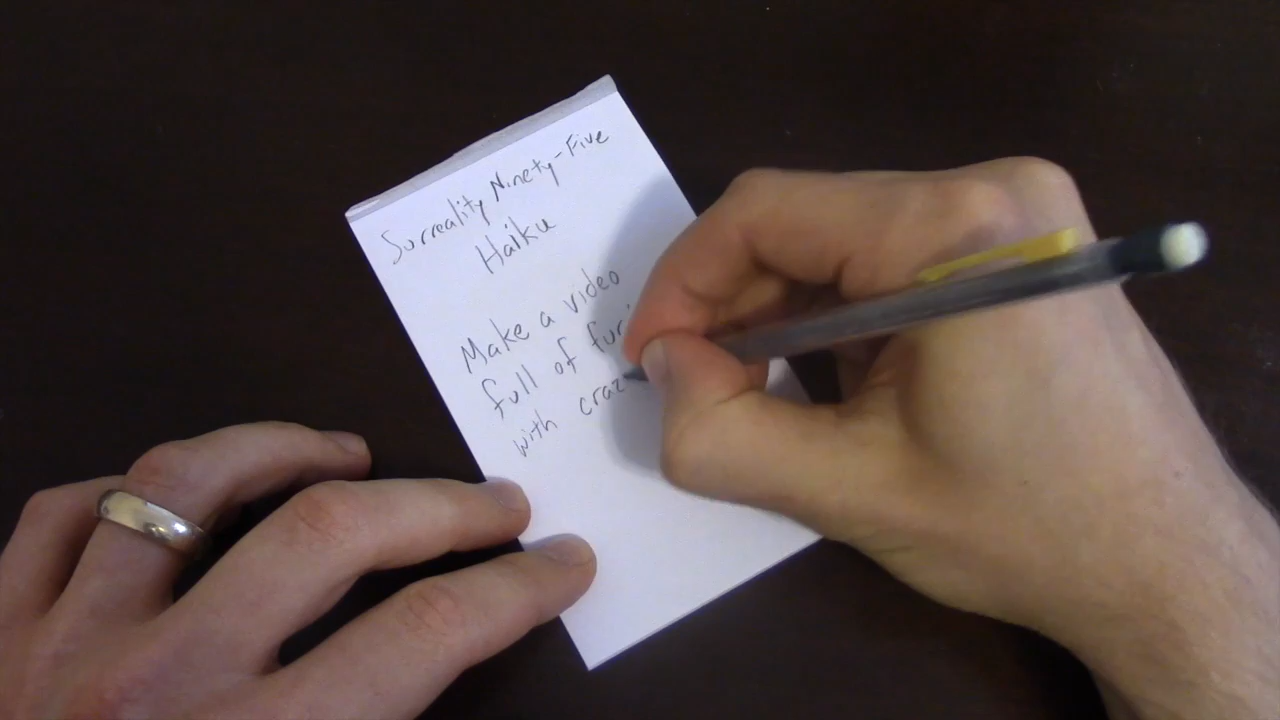 Surreality Ninety-Five
Haiku
Make a video
full of
with